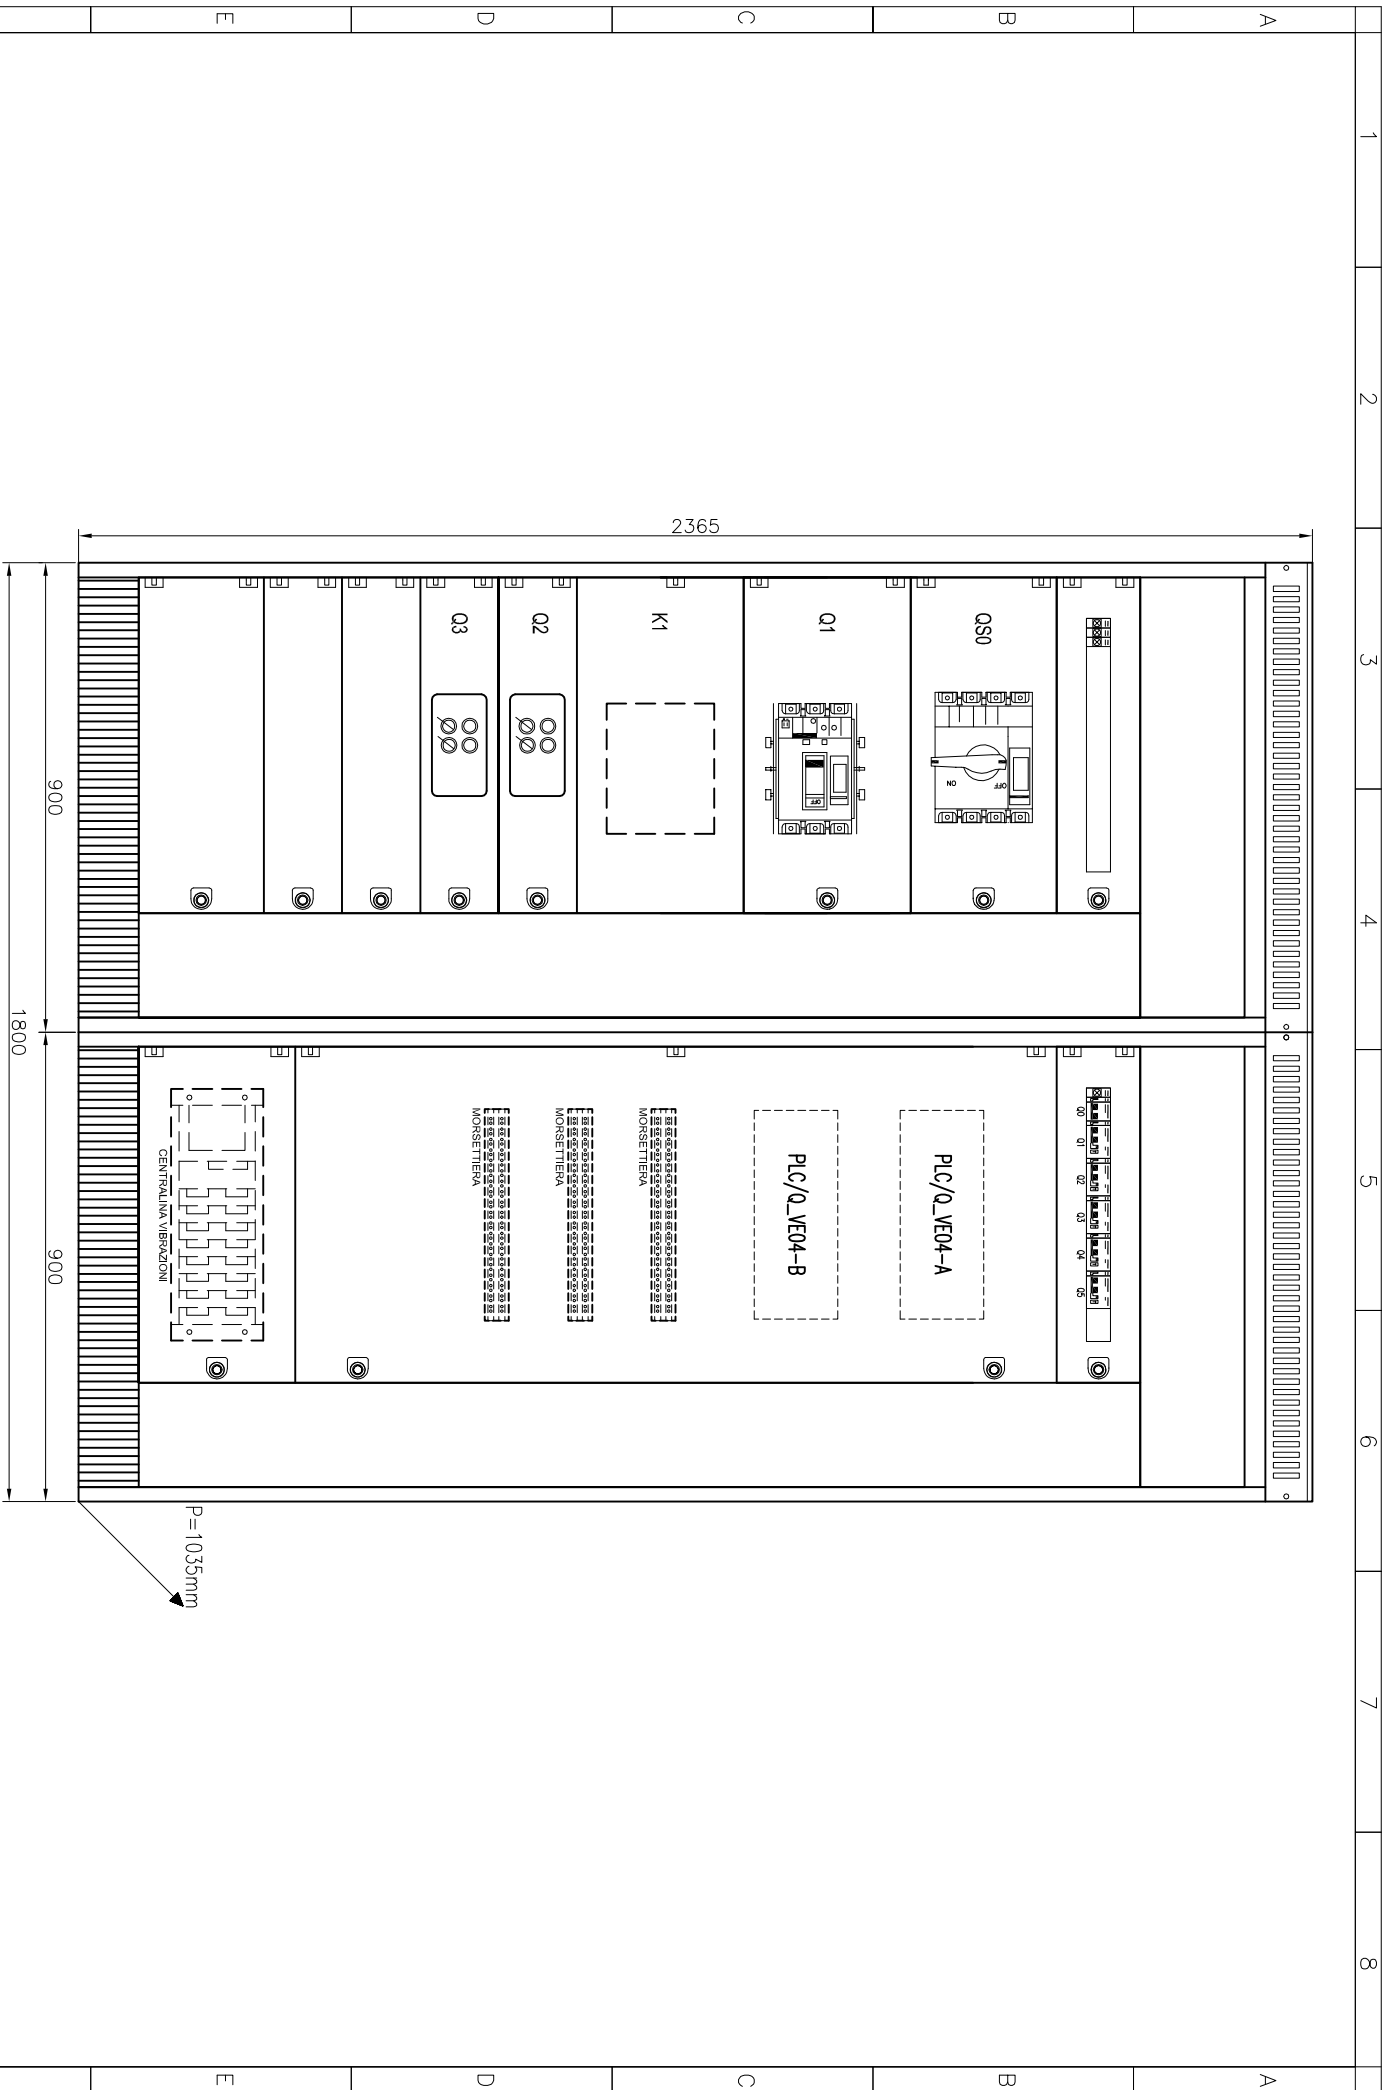 1
2
3
4
5
6
7
8
A
B
C
D
E
A
B
C
D
E
2365
QS0
OFF
ON
Q1
OFF
K1
Q2
Q3
Q0
Q1
Q2
Q3
Q4
Q5
PLC/Q_VE04-A
PLC/Q_VE04-B
MORSETTIERA
MORSETTIERA
MORSETTIERA
CENTRALINA VIBRAZIONI
900
900
1800
P=1035mm